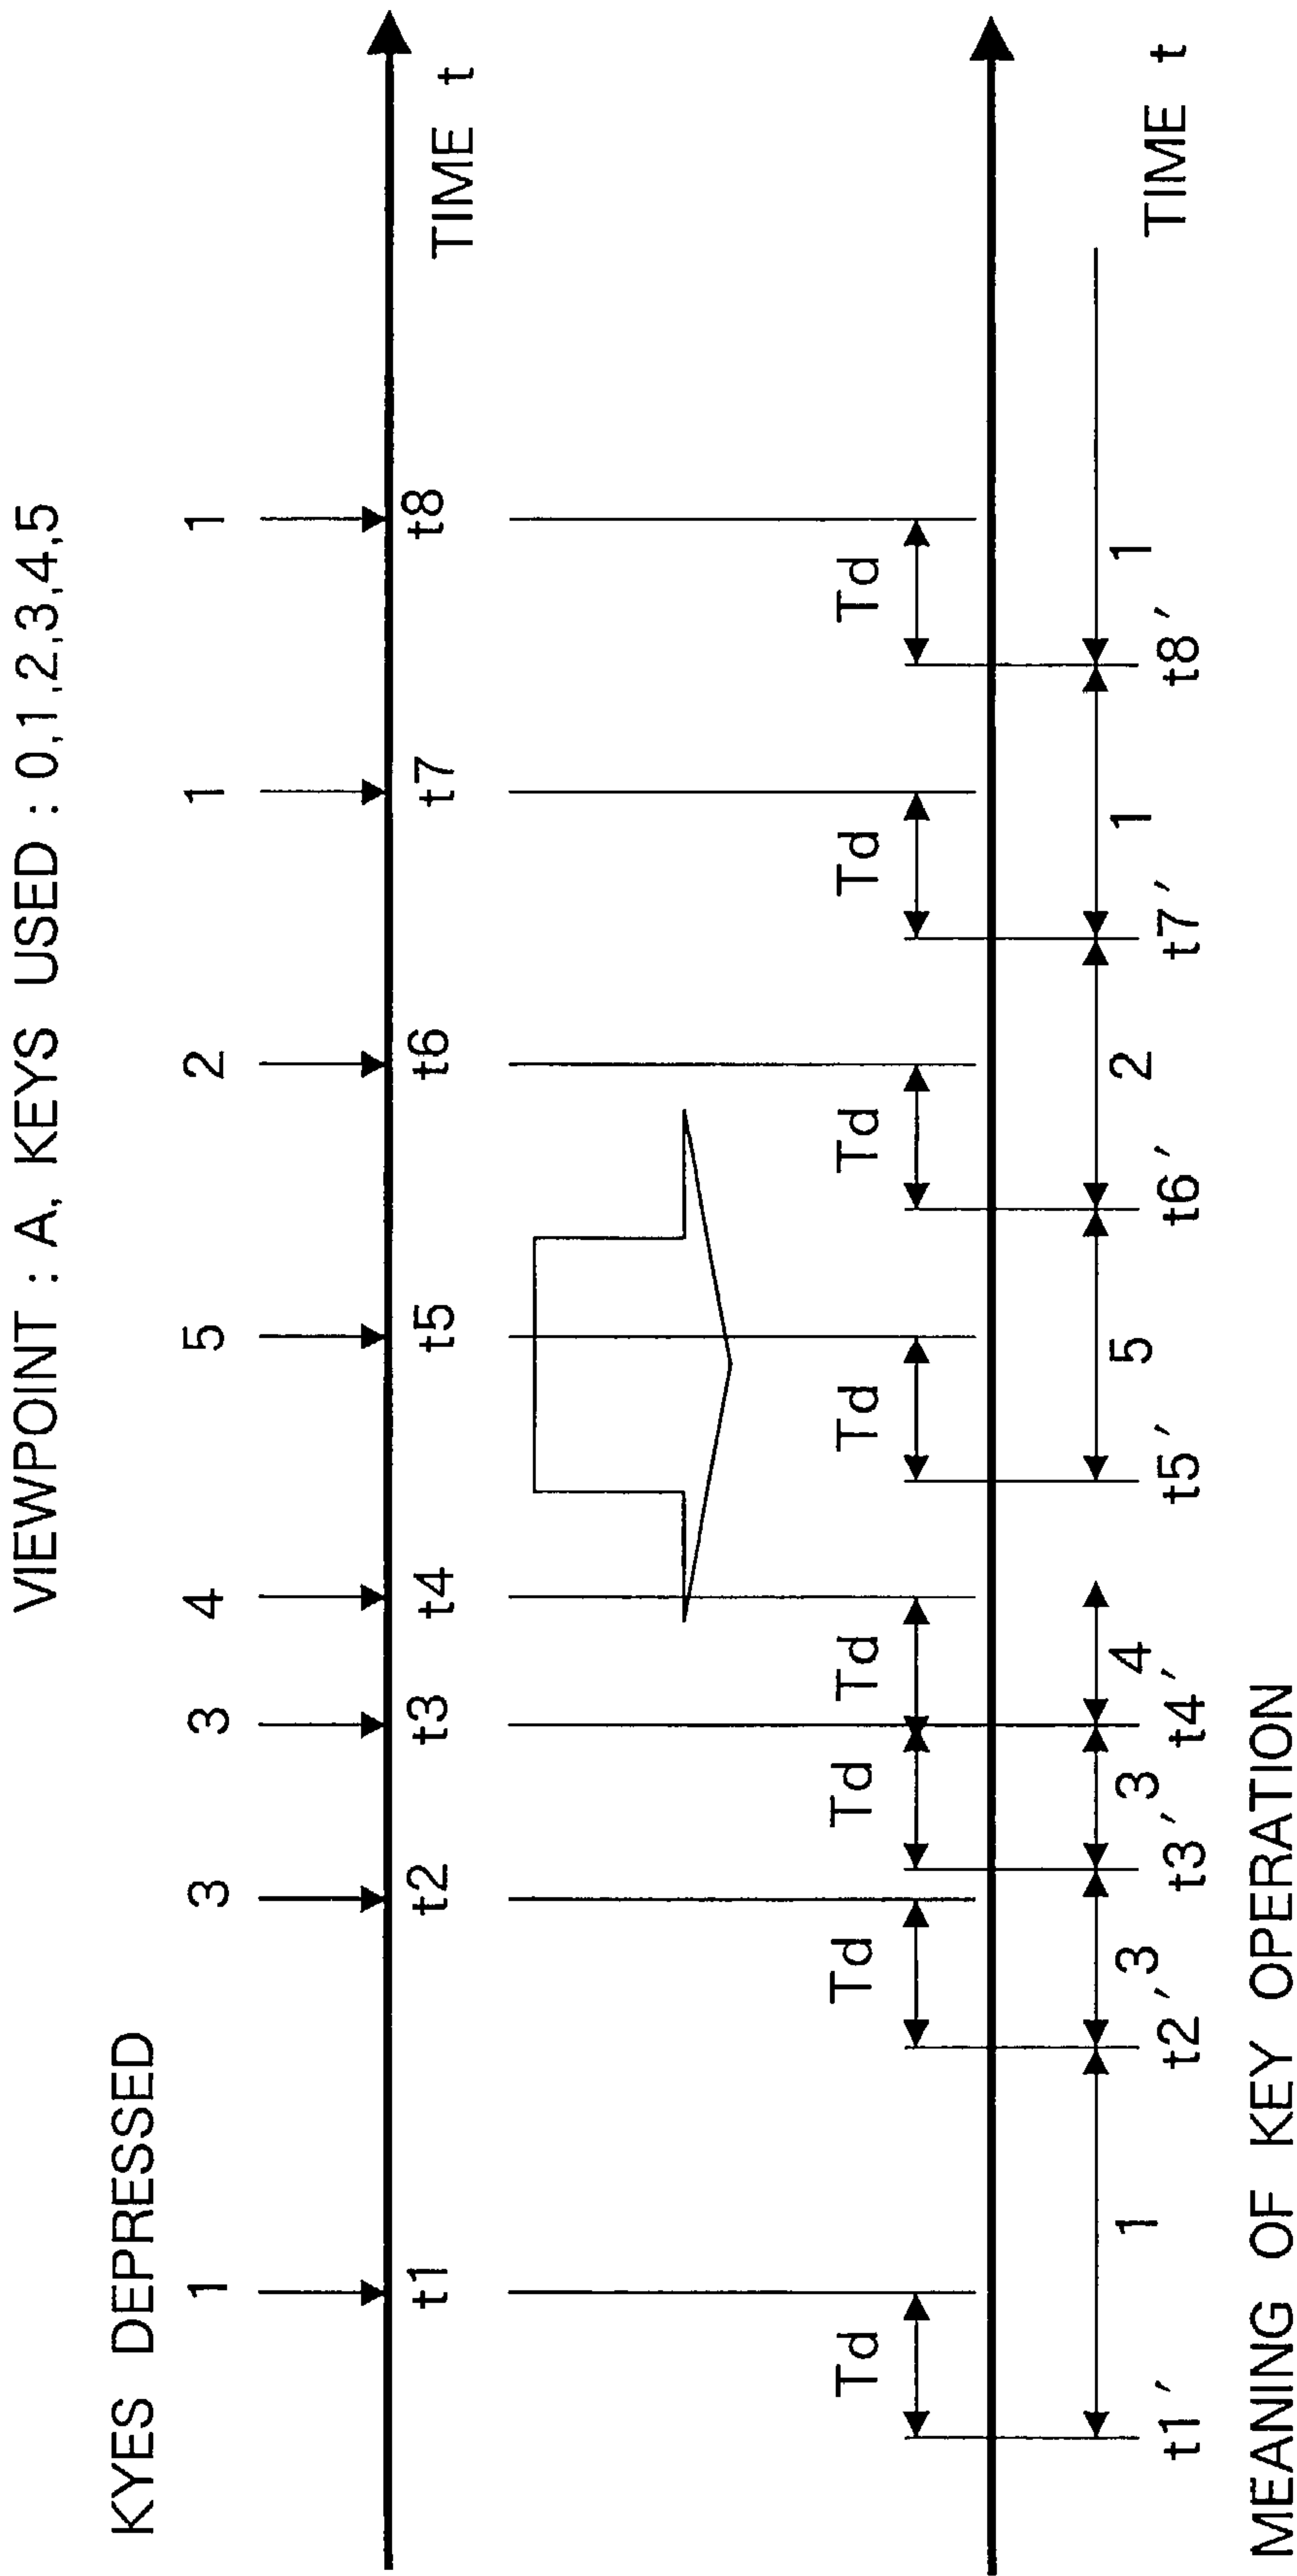 VIEWPOINT : A, KEYS USED : 0,1,2,3,4,5
KYES DEPRESSED
1 3 3 4 5 2 1 1
t1 t2 t3 t4 t5 t6 t7 t8
TIME t
Td Td Td Td Td Td Td Td
1 3 3 4 5 2 1 1
t1' t2' t3' t4' t5' t6' t7' t8'
TIME t
MEANING OF KEY OPERATION